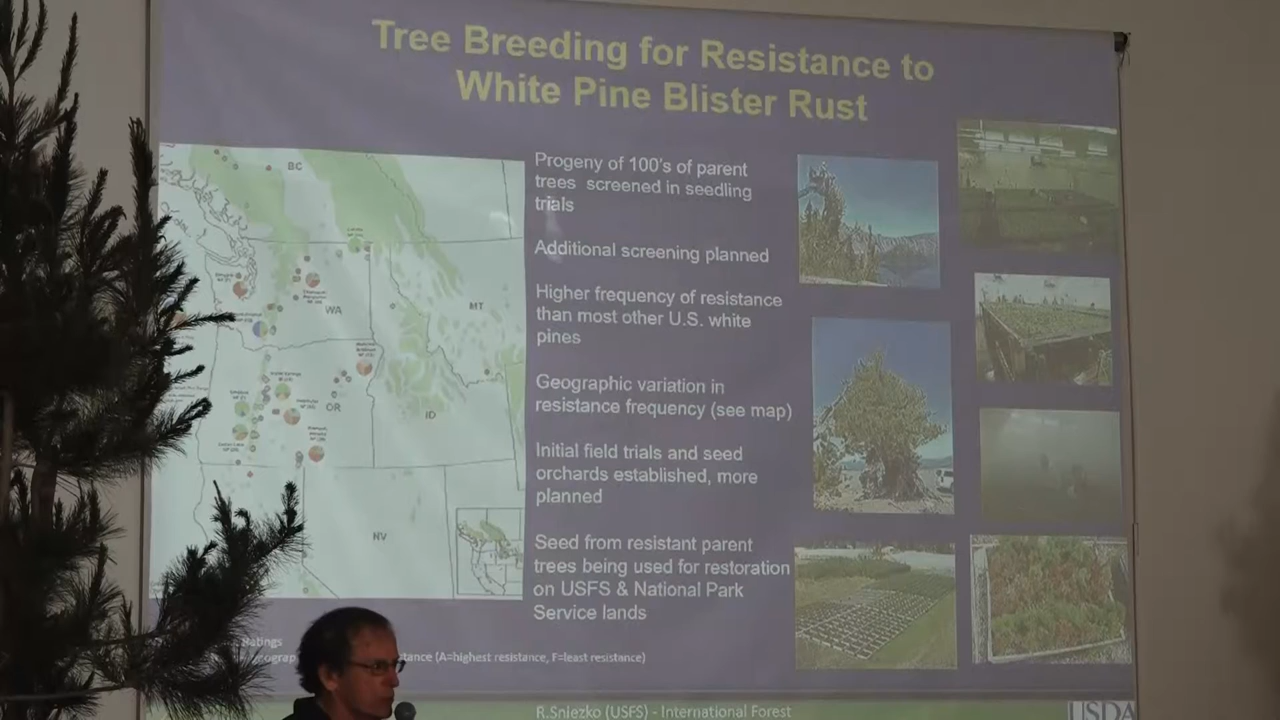 Tree Breeding for Resistance to
White Pine Blister Rust
BC
WA
MT
OR
ID
NV
Progeny of 100's of parent
trees screened in seedling
trials
Additional screening planned
Higher frequency of resistance
than most other U.S. white
pines
Geographic variation in
resistance frequency (see map)
Initial field trials and seed
orchards established, more
planned
Seed from resistant parent
trees being used for restoration
on USFS & National Park
Service lands
Ratings
(A=highest resistance, F=least resistance)
R.Sniezko (USFS) - International Forest
USDA